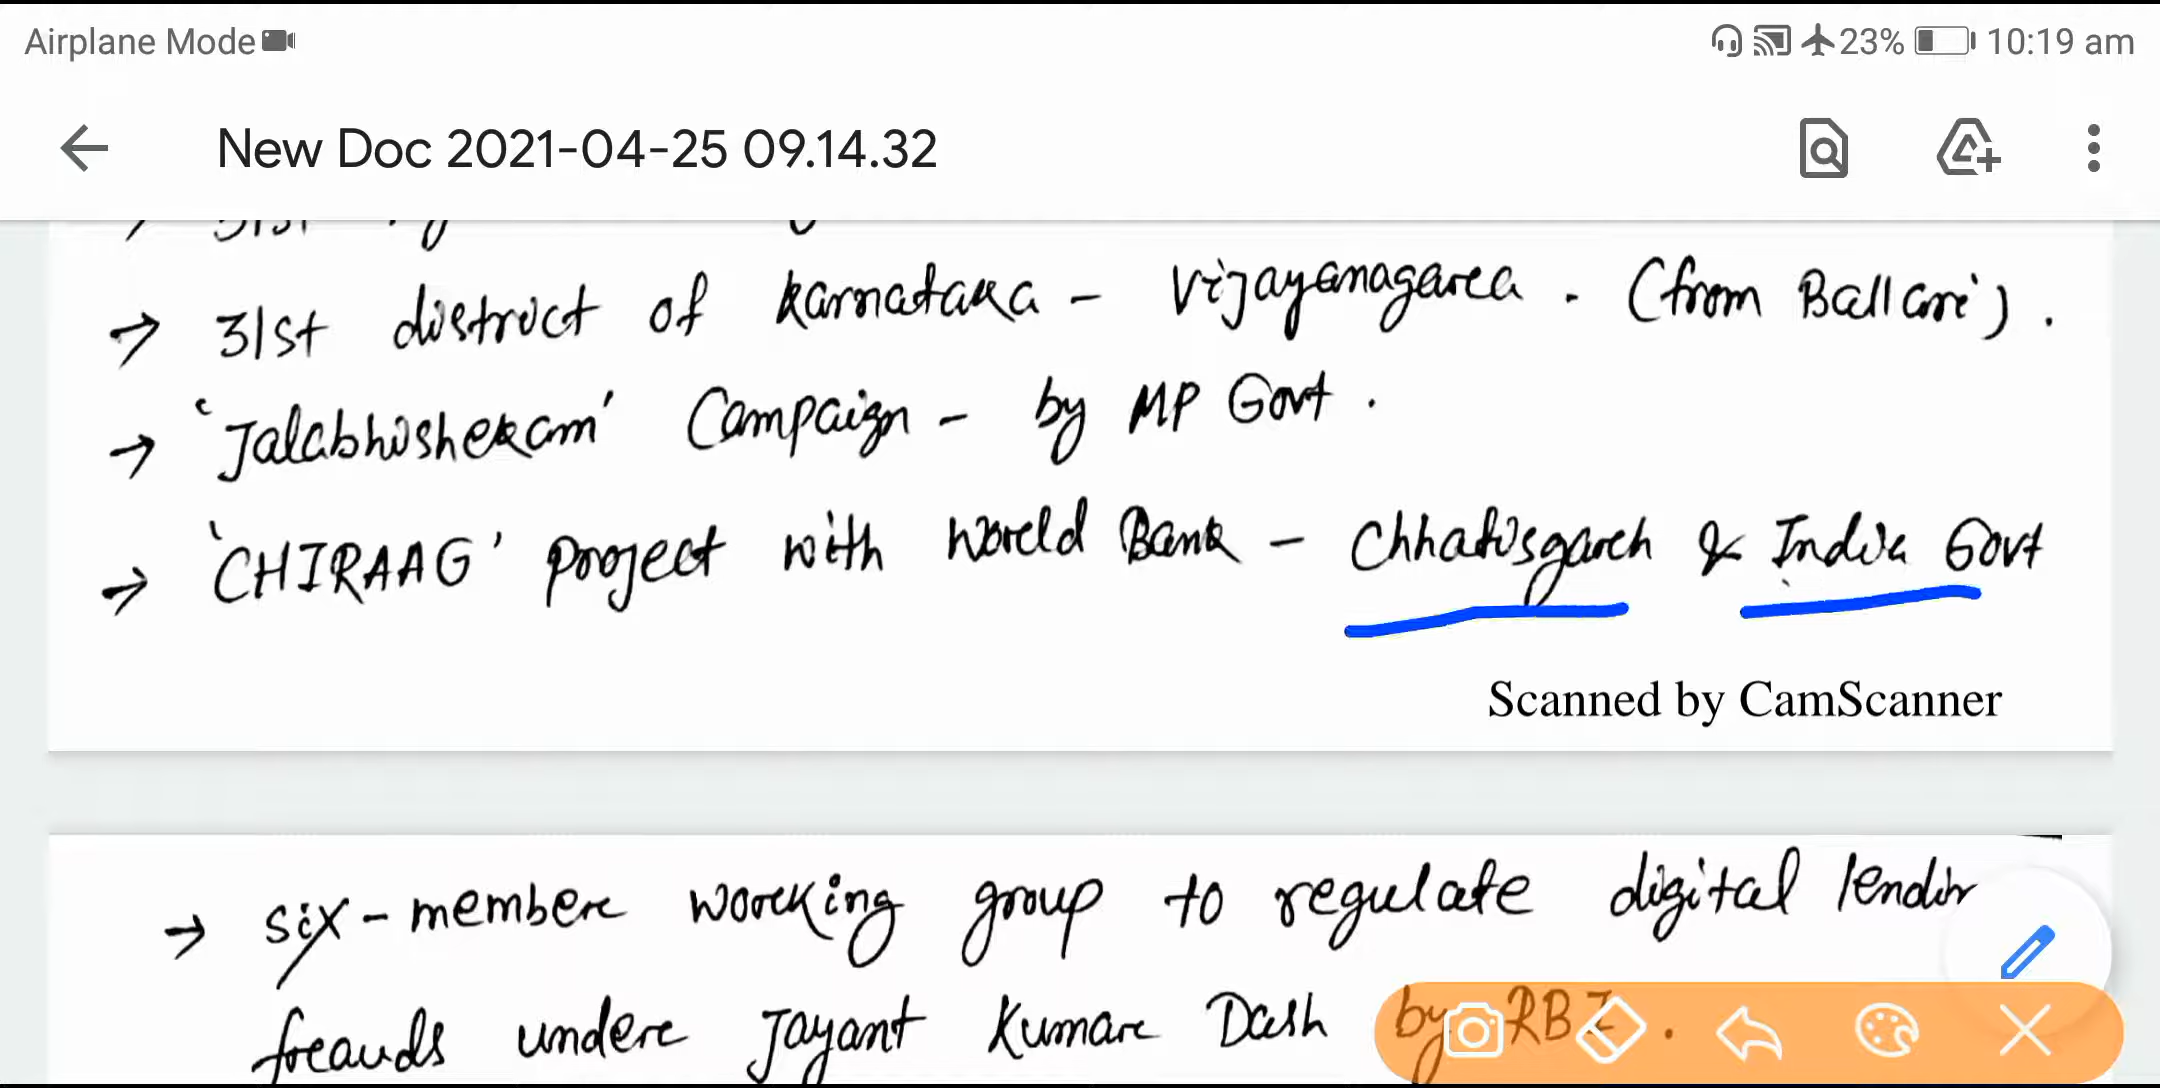 Airplane Mode 23% 10:19 am
New Doc 2021-04-25 09.14.32
→ 31st district of Karnataka - Vijayanagara . (from Ballari) .
→ 'Jalabhishekam' Campaign - by MP Govt .
→ 'CHIRAAG' project with World Bank - Chhatisgarh & India Govt
Scanned by CamScanner
→ six-member working group to regulate digital
frauds under Jayant Kumar Dash by RBI .